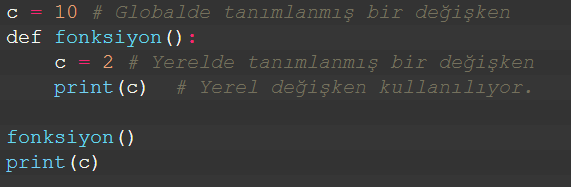 c = 10 # Globalde tanımlanmış bir değişken
def fonksiyon():
    c = 2 # Yerelde tanımlanmış bir değişken
    print(c)  # Yerel değişken kullanılıyor.

fonksiyon()
print(c)